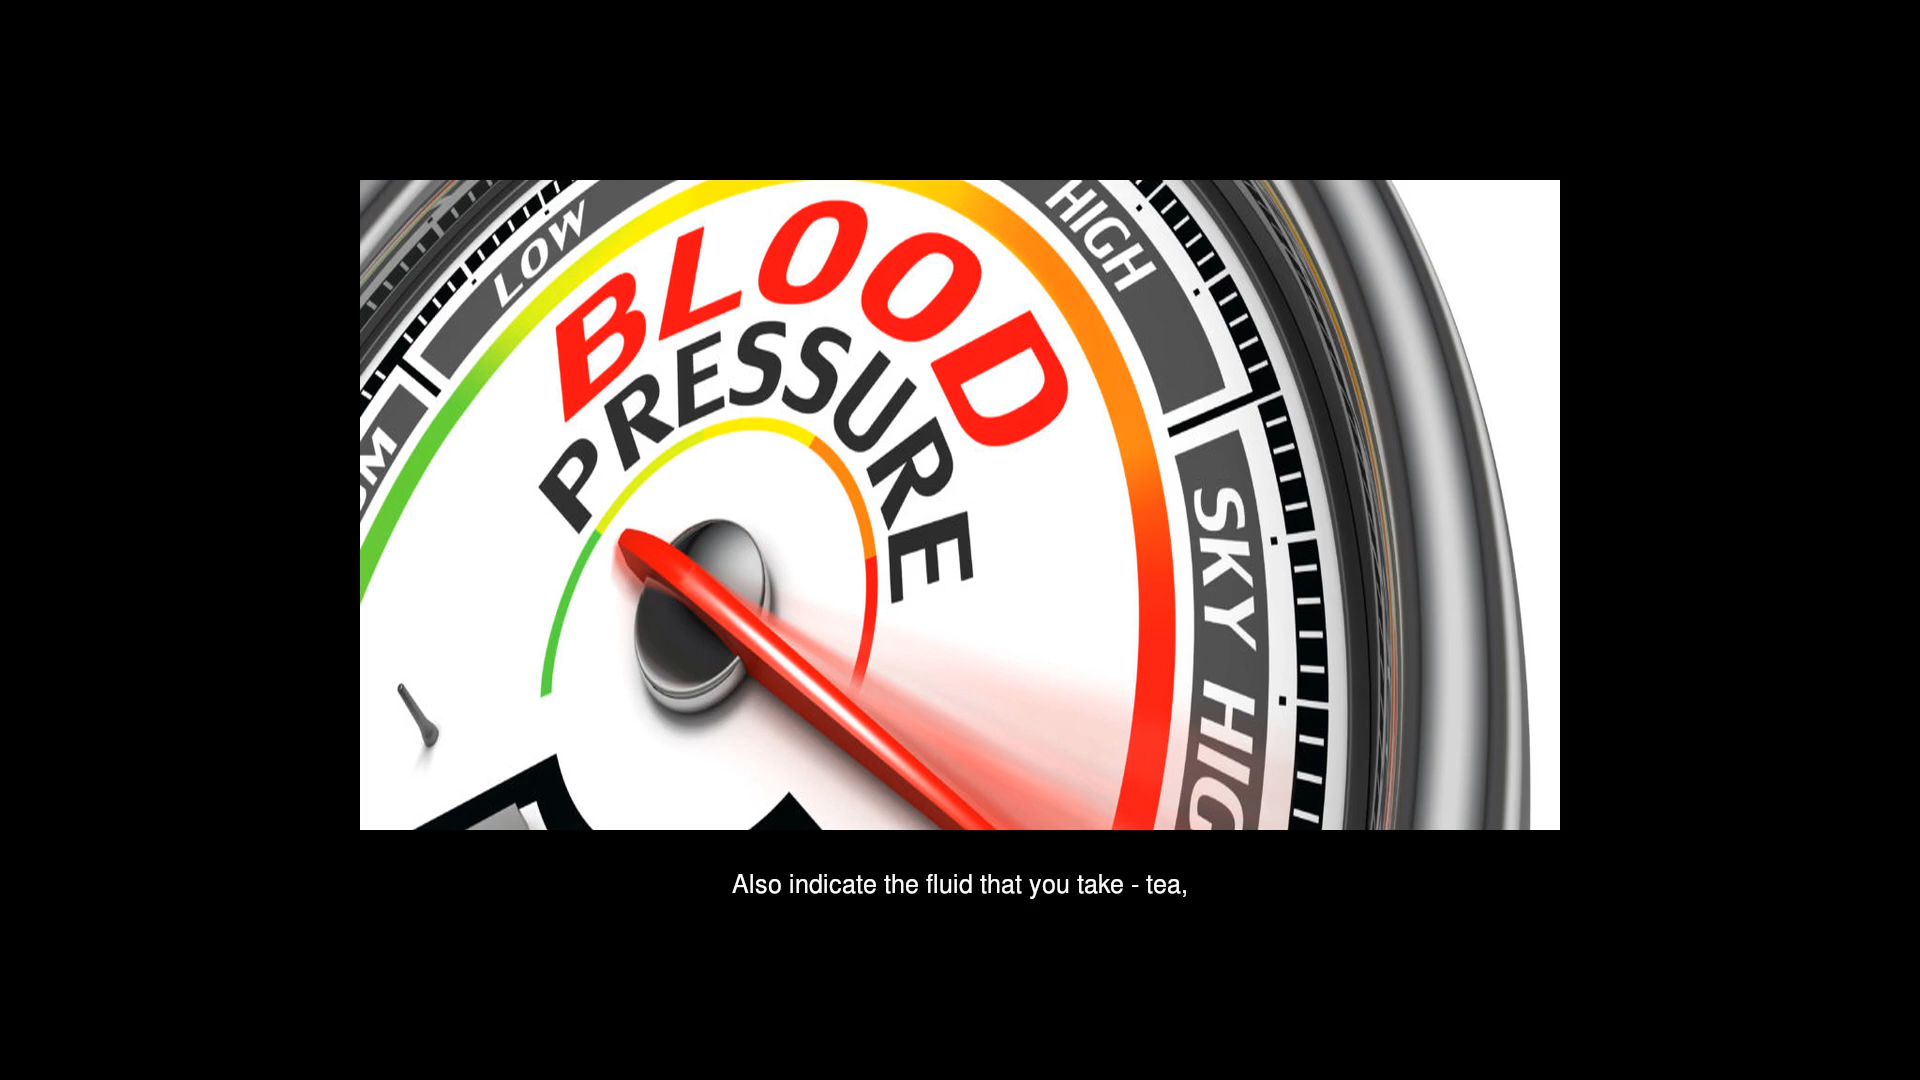 LOW
HIGH
BLOOD
PRESSURE
SKY HIG
Also indicate the fluid that you take - tea,